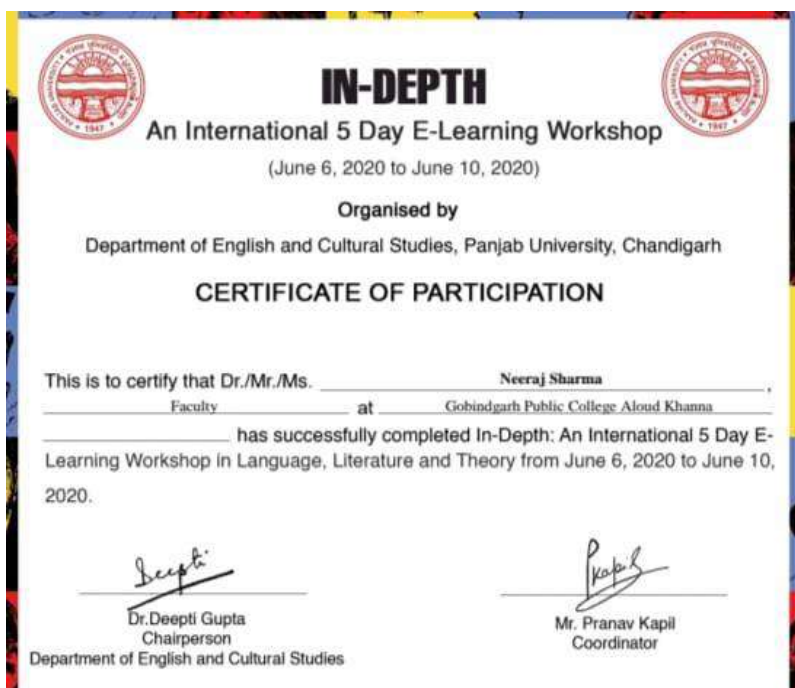 IN-DEPTH
An International 5 Day E-Learning Workshop
(June 6, 2020 to June 10, 2020)
Organised by
Department of English and Cultural Studies, Panjab University, Chandigarh
CERTIFICATE OF PARTICIPATION
This is to certify that Dr./Mr./Ms. Neeraj Sharma ,
Faculty at Gobindgarh Public College Aloud Khanna
has successfully completed In-Depth: An International 5 Day E-
Learning Workshop in Language, Literature and Theory from June 6, 2020 to June 10,
2020.
Deepti
PKapil
Dr.Deepti Gupta
Chairperson
Department of English and Cultural Studies
Mr. Pranav Kapil
Coordinator
1947
1947